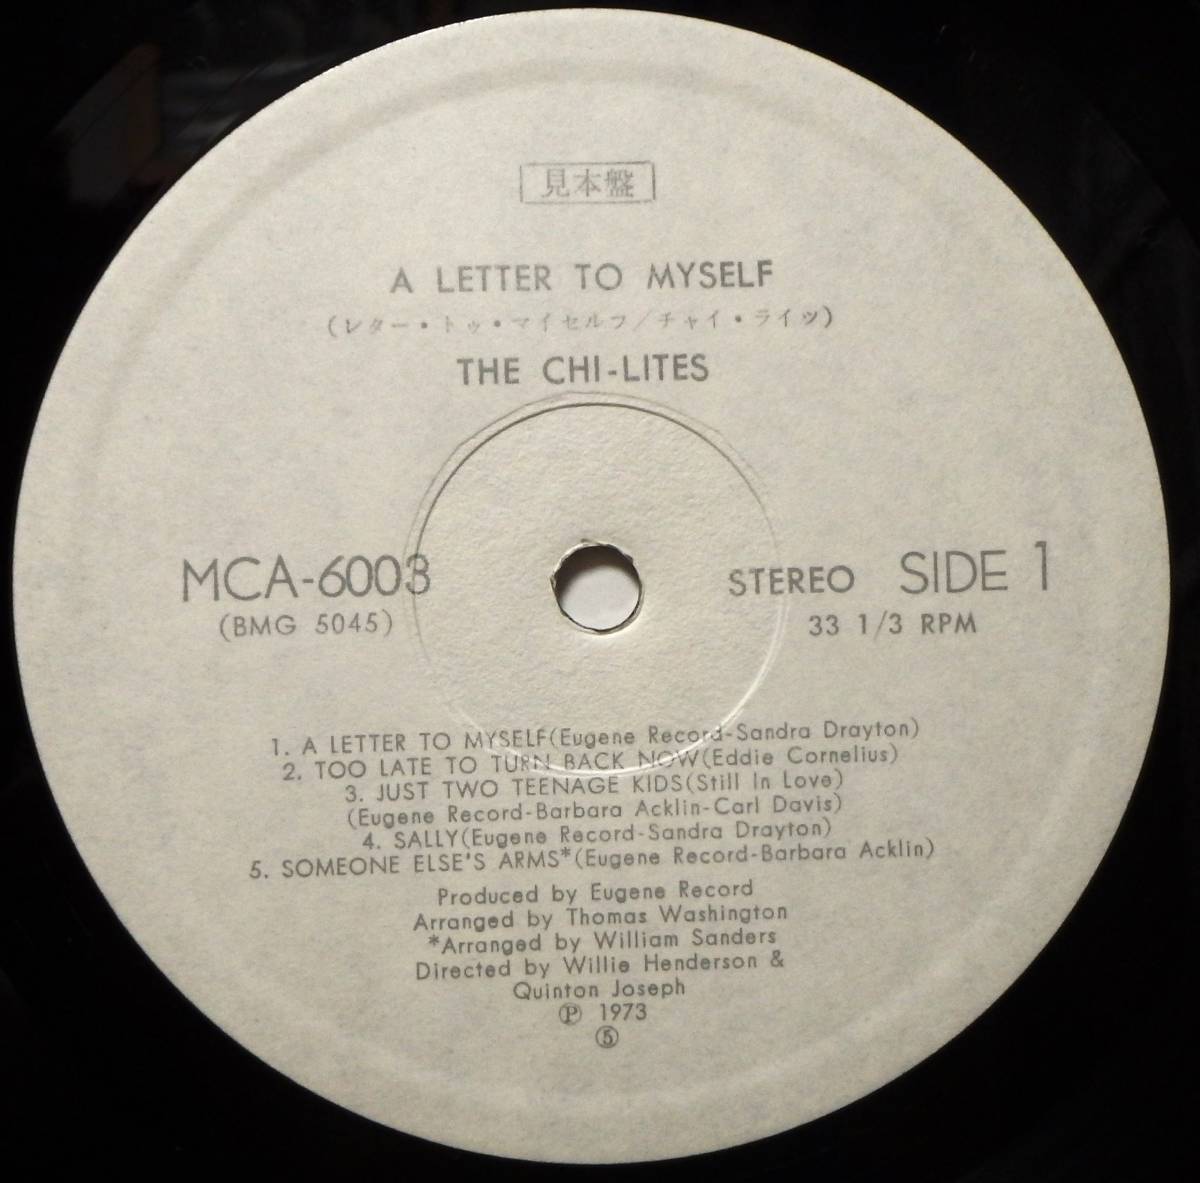 見本盤
A LETTER TO MYSELF
(レター・トゥ・マイセルフ/チャイ・ライツ)
THE CHI-LITES
MCA-6003
(BMG 5045)
STEREO SIDE 1
33 1/3 RPM
1. A LETTER TO MYSELF(Eugene Record-Sandra Drayton)
2. TOO LATE TO TURN BACK NOW(Eddie Cornelius)
3. JUST TWO TEENAGE KIDS(Still In Love)
(Eugene Record-Barbara Acklin-Carl Davis)
4. SALLY(Eugene Record-Sandra Drayton)
5. SOMEONE ELSE'S ARMS*(Eugene Record-Barbara Acklin)
Produced by Eugene Record
Arranged by Thomas Washington
*Arranged by William Sanders
Directed by Willie Henderson &
Quinton Joseph
Ⓟ 1973
⑤